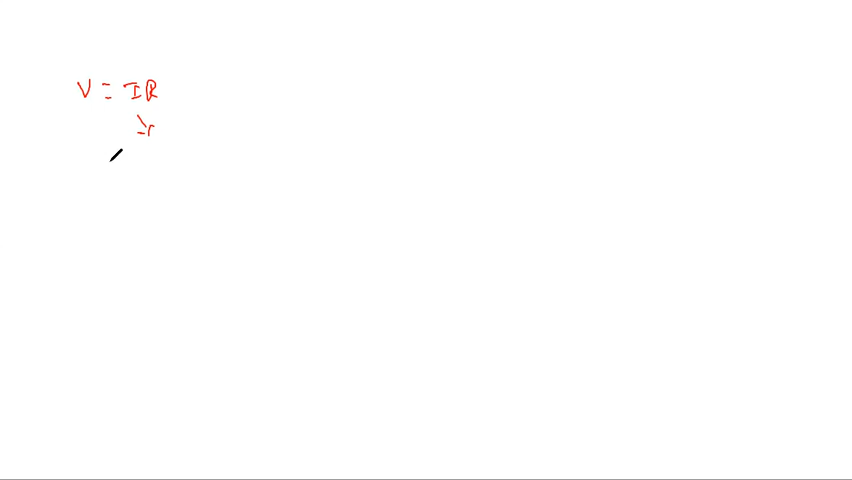 V = IR